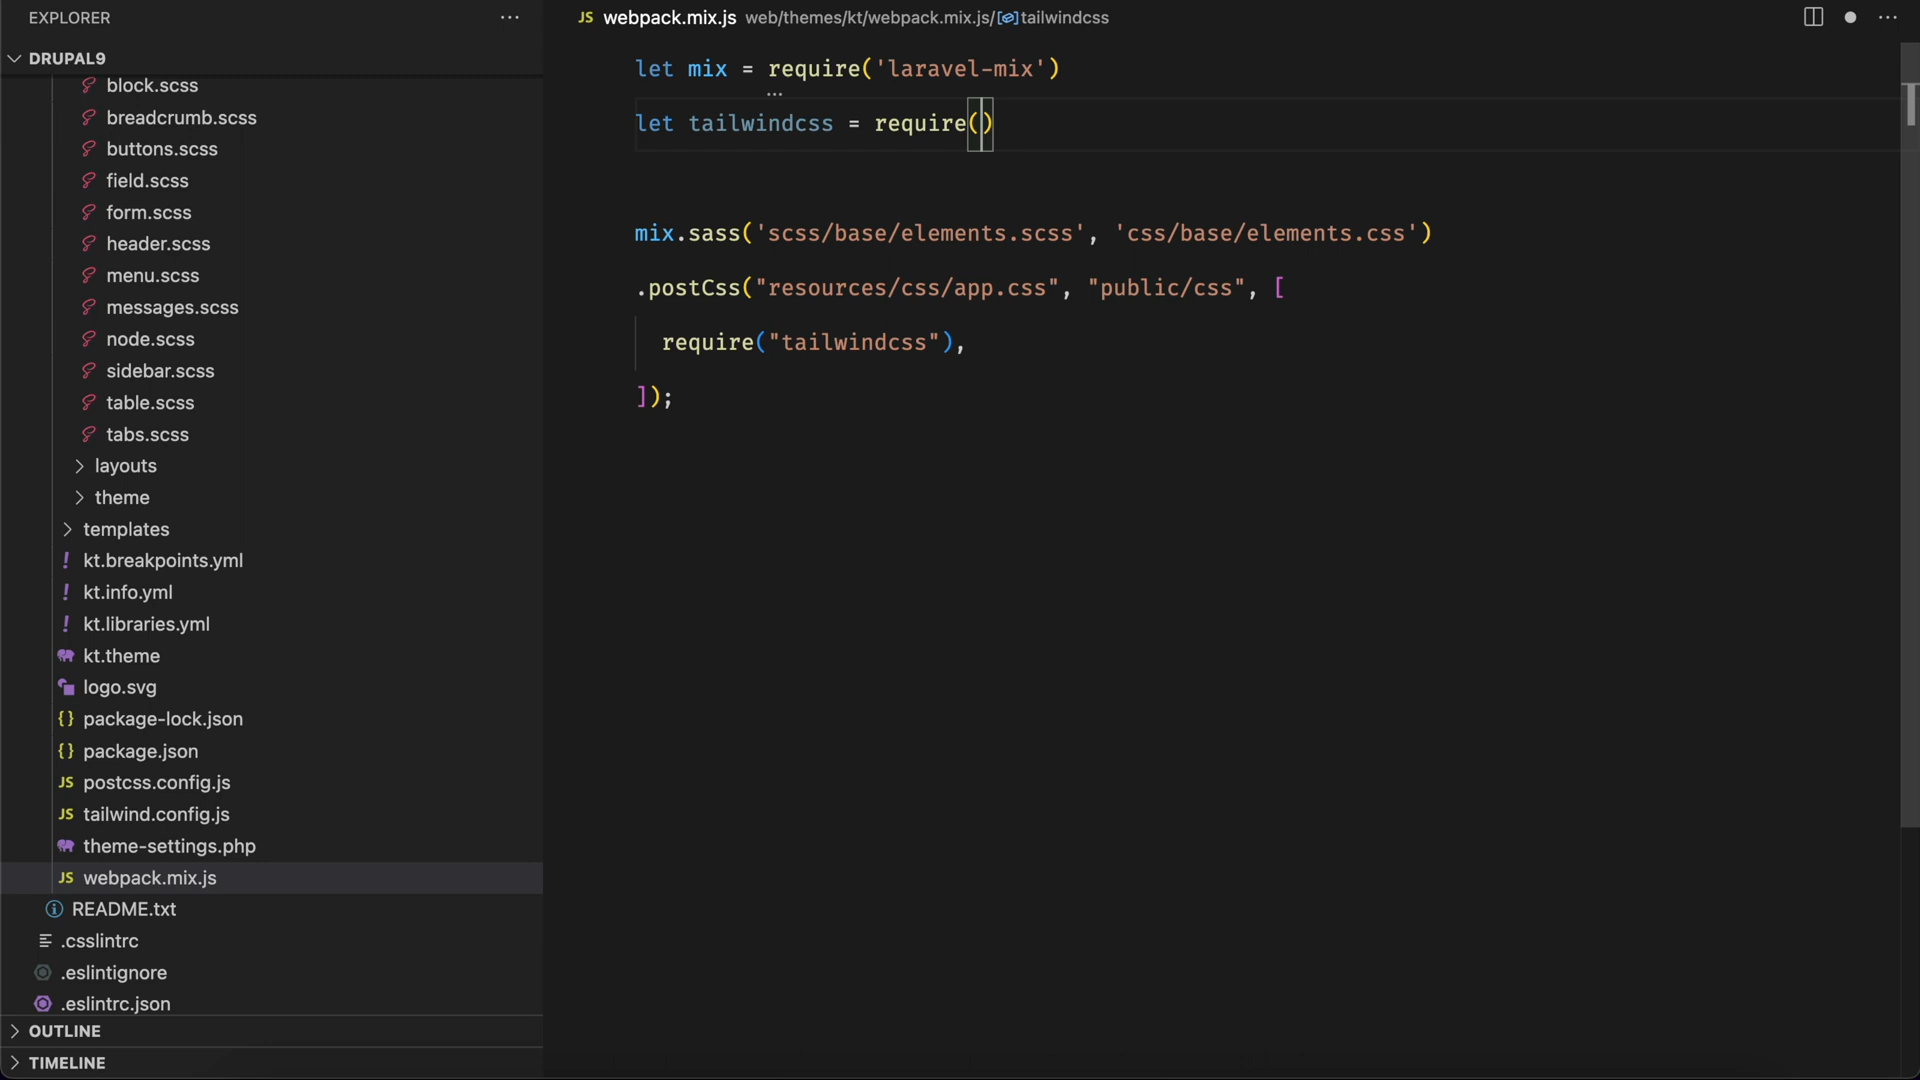 EXPLORER
DRUPAL9
block.scss
breadcrumb.scss
buttons.scss
field.scss
form.scss
header.scss
menu.scss
messages.scss
node.scss
sidebar.scss
table.scss
tabs.scss
layouts
theme
templates
! kt.breakpoints.yml
! kt.info.yml
! kt.libraries.yml
kt.theme
logo.svg
{} package-lock.json
{} package.json
JS postcss.config.js
JS tailwind.config.js
theme-settings.php
JS webpack.mix.js
README.txt
.csslintrc
.eslintignore
.eslintrc.json
OUTLINE
TIMELINE
JS webpack.mix.js web/themes/kt/webpack.mix.js/tailwindcss
let mix = require('laravel-mix')
let tailwindcss = require()
mix.sass('scss/base/elements.scss', 'css/base/elements.css')
.postCss("resources/css/app.css", "public/css", [
require("tailwindcss"),
]);